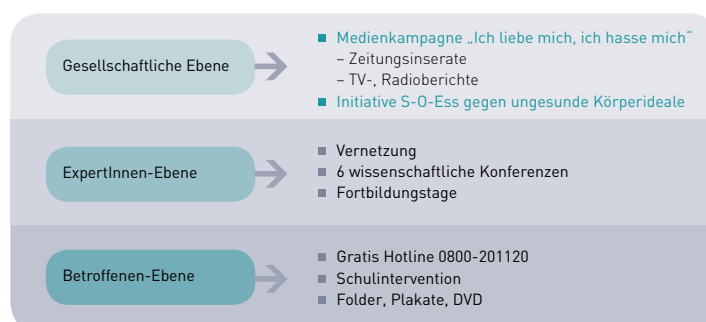 Gesellschaftliche Ebene
■ Medienkampagne „Ich liebe mich, ich hasse mich“
– Zeitungsinserate
– TV-, Radioberichte
■ Initiative S-O-Ess gegen ungesunde Körperideale
ExpertInnen-Ebene
■ Vernetzung
■ 6 wissenschaftliche Konferenzen
■ Fortbildungstage
Betroffenen-Ebene
■ Gratis Hotline 0800-201120
■ Schulintervention
■ Folder, Plakate, DVD